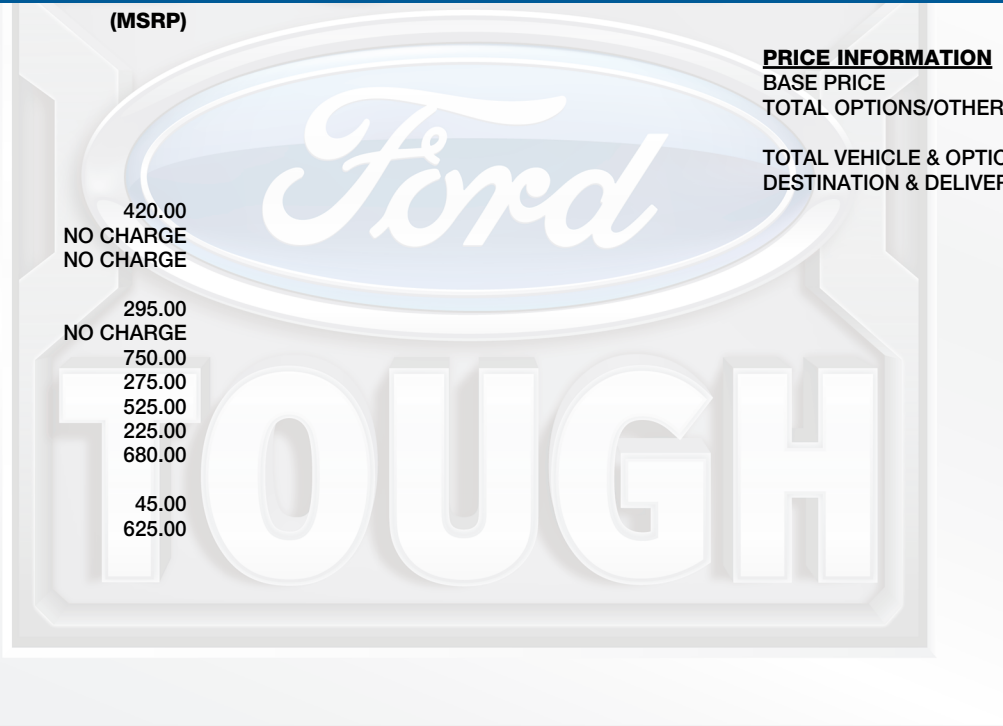 (MSRP)
420.00
NO CHARGE
NO CHARGE
295.00
NO CHARGE
750.00
275.00
525.00
225.00
680.00
45.00
625.00
PRICE INFORMATION
BASE PRICE
TOTAL OPTIONS/OTHER
TOTAL VEHICLE & OPTIO
DESTINATION & DELIVER
Ford
TOUGH